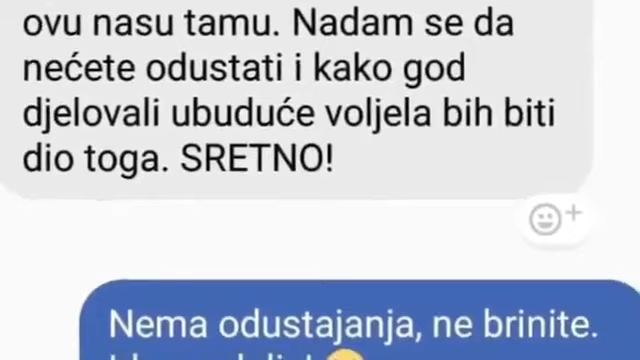 ovu nasu tamu. Nadam se da
nećete odustati i kako god
djelovali ubuduće voljela bih biti
dio toga. SRETNO!
Nema odustajanja, ne brinite.